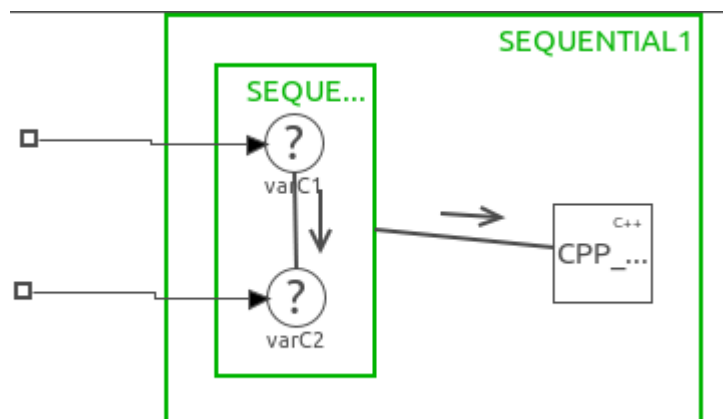 SEQUENTIAL1
SEQUE...
?
varC1
C++
CPP_...
?
varC2